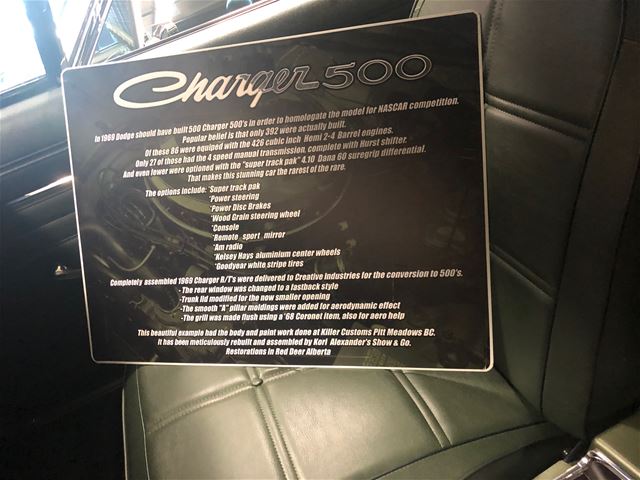 Charger 500
In 1969 Dodge should have built 500 Charger 500's in order to homologate the model for NASCAR competition.
Popular belief is that only 392 were actually built.
Of these 86 were equiped with the 426 cubic inch Hemi 2-4 Barrel engines.
Only 27 of those had the 4 speed manual transmission, complete with Hurst shifter.
And even lower were optioned with the "super track pak" 4.10 Dana 60 suregrip differential.
That makes this stunning car the rarest of the rare.
The options include: *Super track pak
*Power steering
*Power Disc Brakes
*Wood Grain steering wheel
*Console
*Remote sport mirror
*Am radio
*Kelsey Hays aluminium center wheels
*Goodyear white stripe tires
Completely assembled 1969 Charger R/T's were delivered to Creative Industries for the conversion to 500's.
-The rear window was changed to a fastback style
-Trunk lid modified for the now smaller opening
-The smooth "A" pillar moldings were added for aerodynamic effect
-The grill was made flush using a '68 Coronet item, also for aero help
This beautiful example had the body and paint work done at Killer Customs Pitt Meadows BC.
It has been meticulously rebuilt and assembled by Korl Alexander's Show & Go.
Restorations in Red Deer Alberta